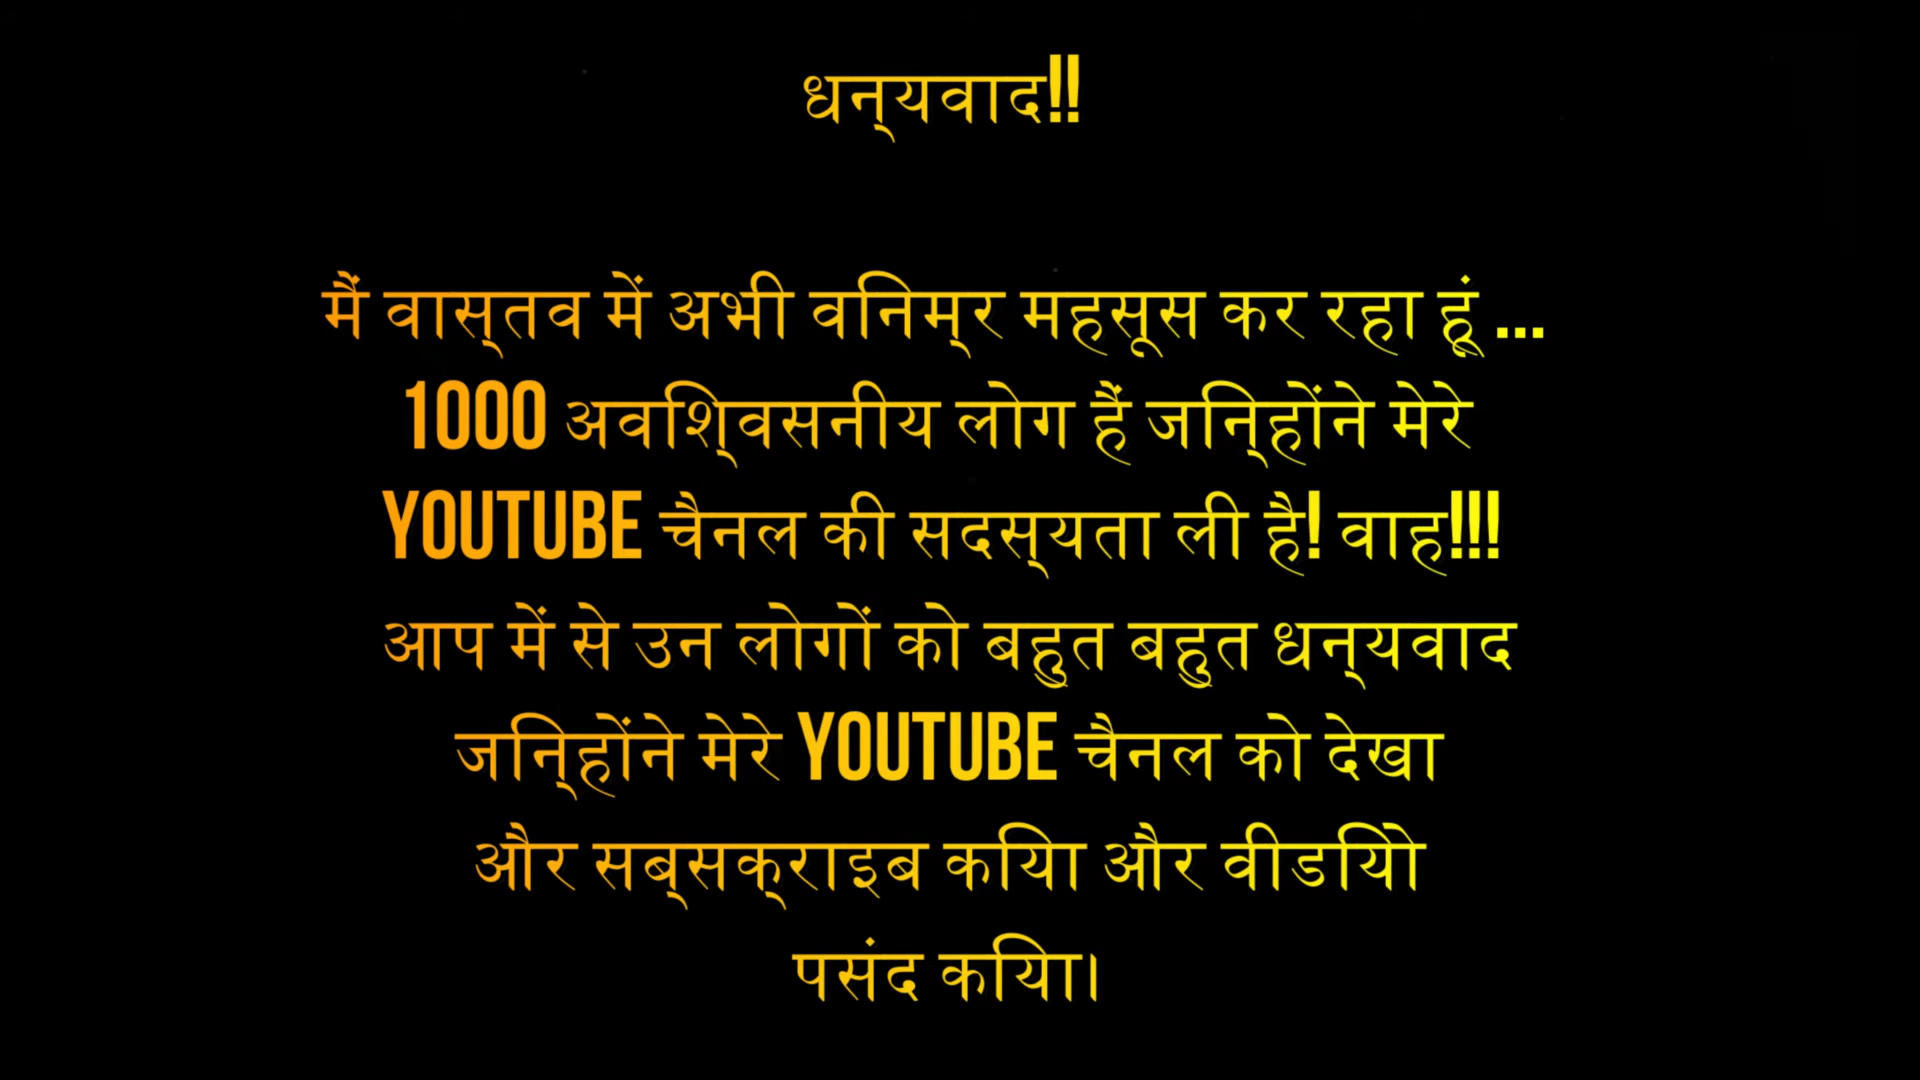 धन्यवाद!!
मैं वास्तव में अभी विनम्र महसूस कर रहा हूं ...
1000 अविश्वसनीय लोग हैं जिन्होंने मेरे
YOUTUBE चैनल की सदस्यता ली है! वाह!!!
आप में से उन लोगों को बहुत बहुत धन्यवाद
जिन्होंने मेरे YOUTUBE चैनल को देखा
और सब्सक्राइब किया और वीडियो
पसंद किया।